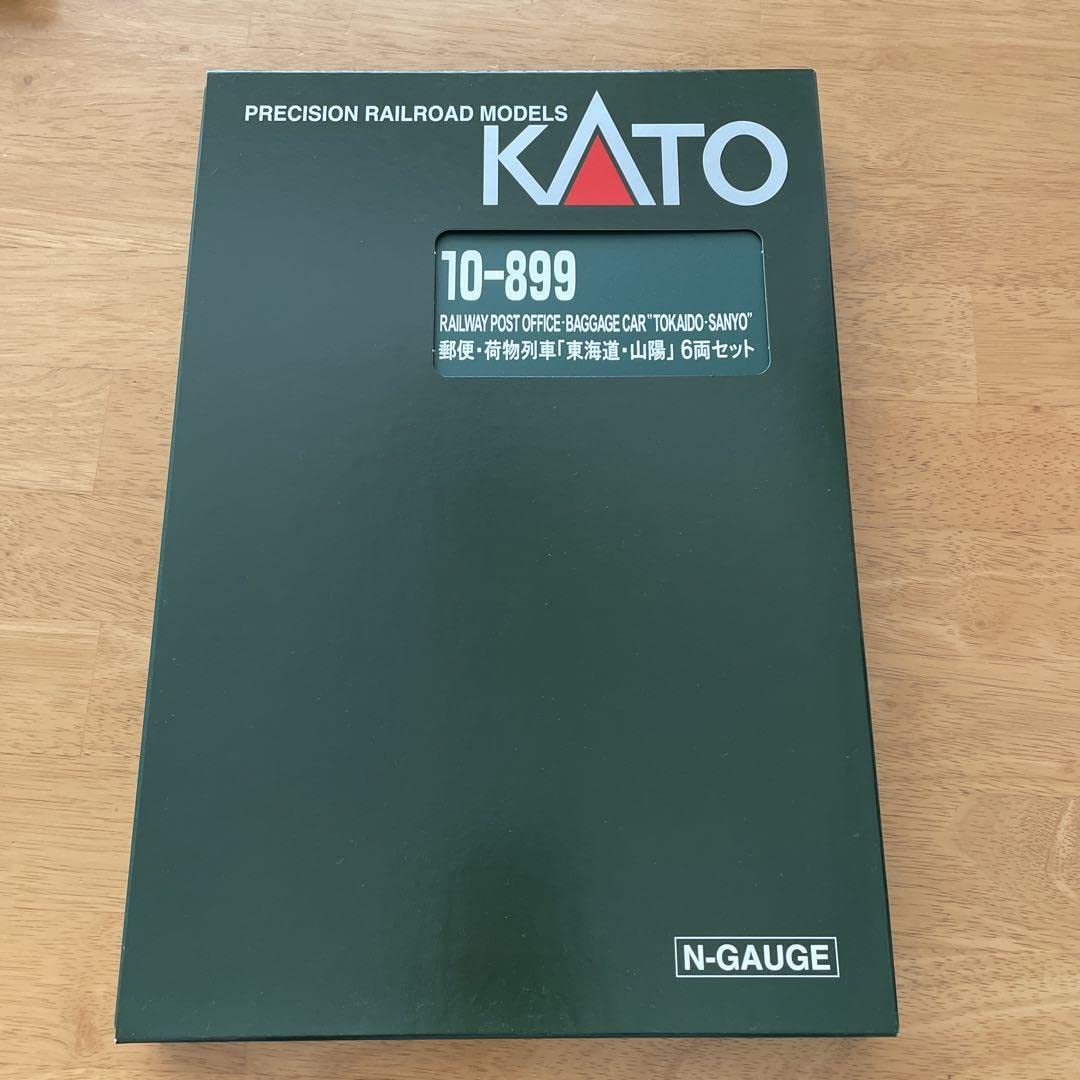 PRECISION RAILROAD MODELS
KATO
10-899
RAILWAY POST OFFICE·BAGGAGE CAR "TOKAIDO·SANYO"
郵便・荷物列車「東海道・山陽」6両セット
N-GAUGE